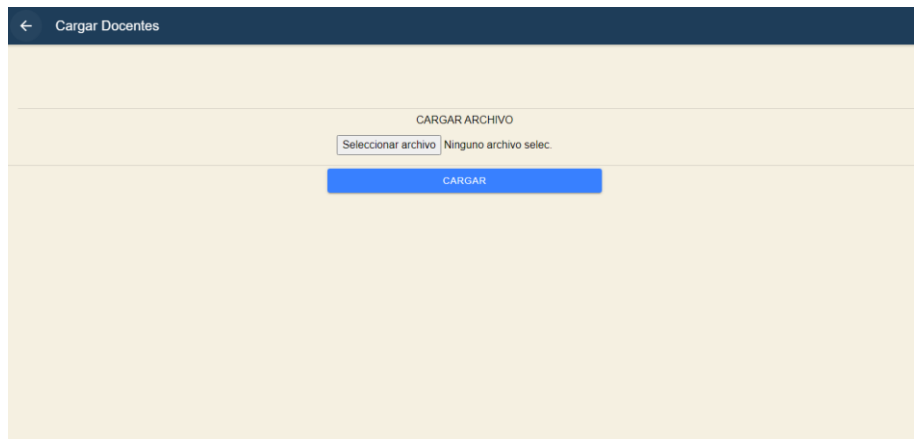 Cargar Docentes
CARGAR ARCHIVO
Seleccionar archivo Ninguno archivo selec.
CARGAR